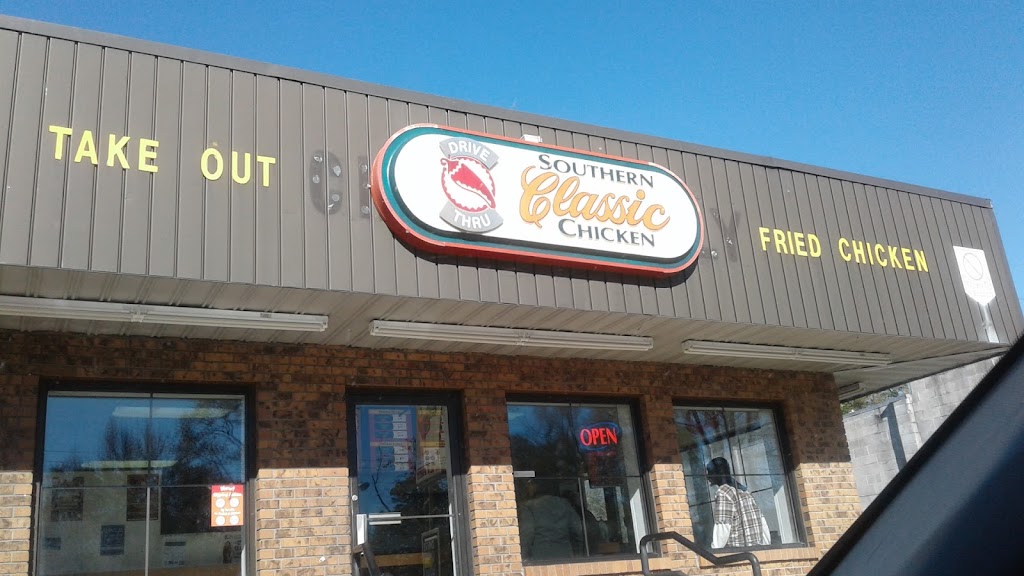 TAKE OUT
DRIVE
THRU
SOUTHERN
Classic
CHICKEN
FRIED CHICKEN
OPEN